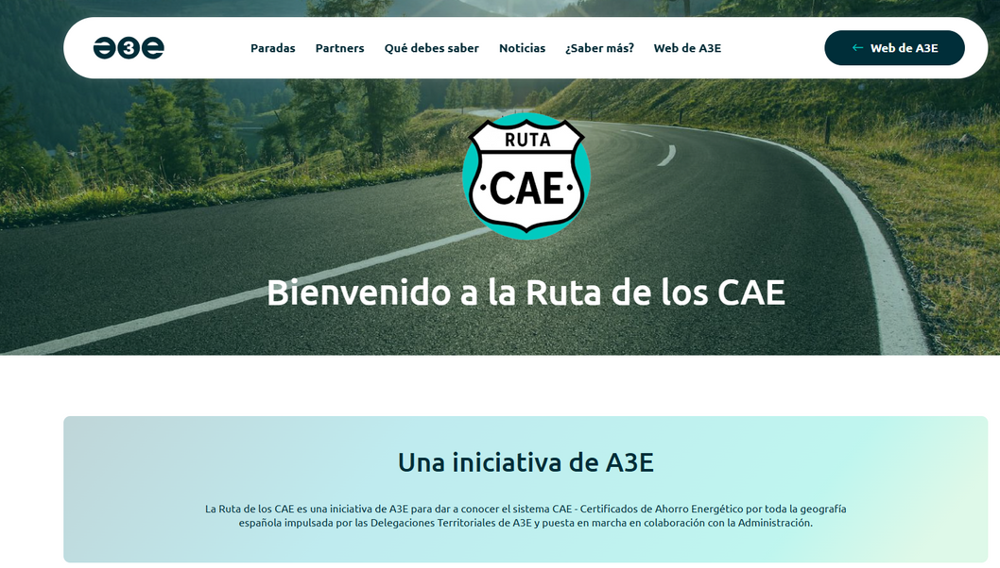 a3e
Paradas
Partners
Qué debes saber
Noticias
¿Saber más?
Web de A3E
← Web de A3E
RUTA
·CAE·
Bienvenido a la Ruta de los CAE
Una iniciativa de A3E
La Ruta de los CAE es una iniciativa de A3E para dar a conocer el sistema CAE - Certificados de Ahorro Energético por toda la geografía
española impulsada por las Delegaciones Territoriales de A3E y puesta en marcha en colaboración con la Administración.